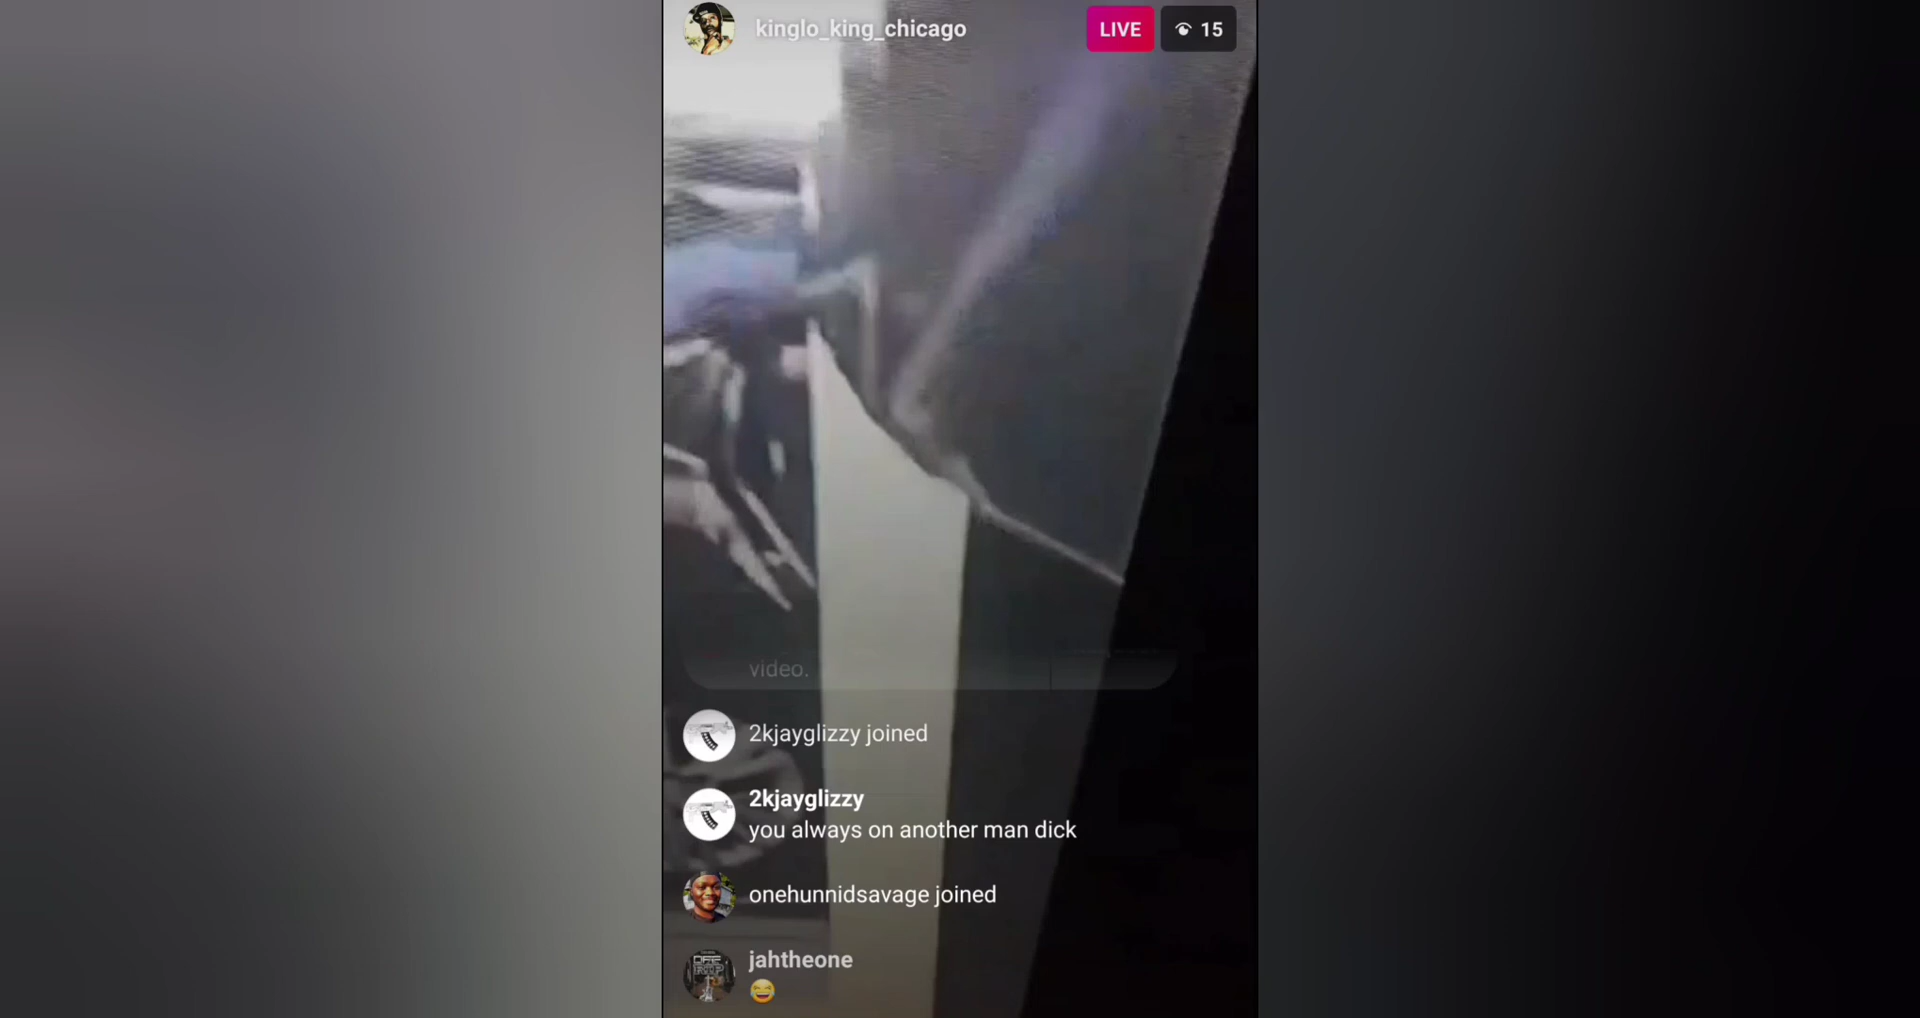 kinglo_king_chicago
LIVE
15
video.
2kjayglizzy joined
2kjayglizzy
you always on another man dick
onehunnidsavage joined
jahtheone
😂